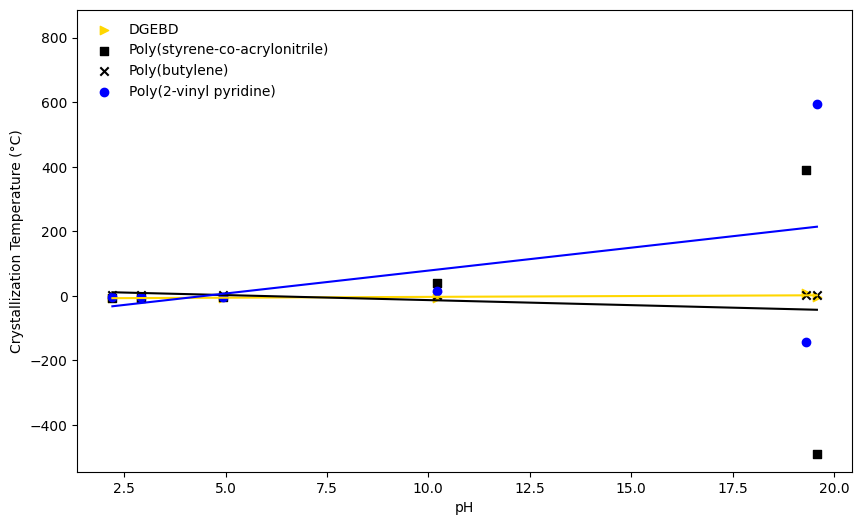 DGEBD
Poly(styrene-co-acrylonitrile)
Poly(butylene)
Poly(2-vinyl pyridine)
Crystallization Temperature (°C)
800
600
400
200
0
−200
−400
2.5 5.0 7.5 10.0 12.5 15.0 17.5 20.0
pH